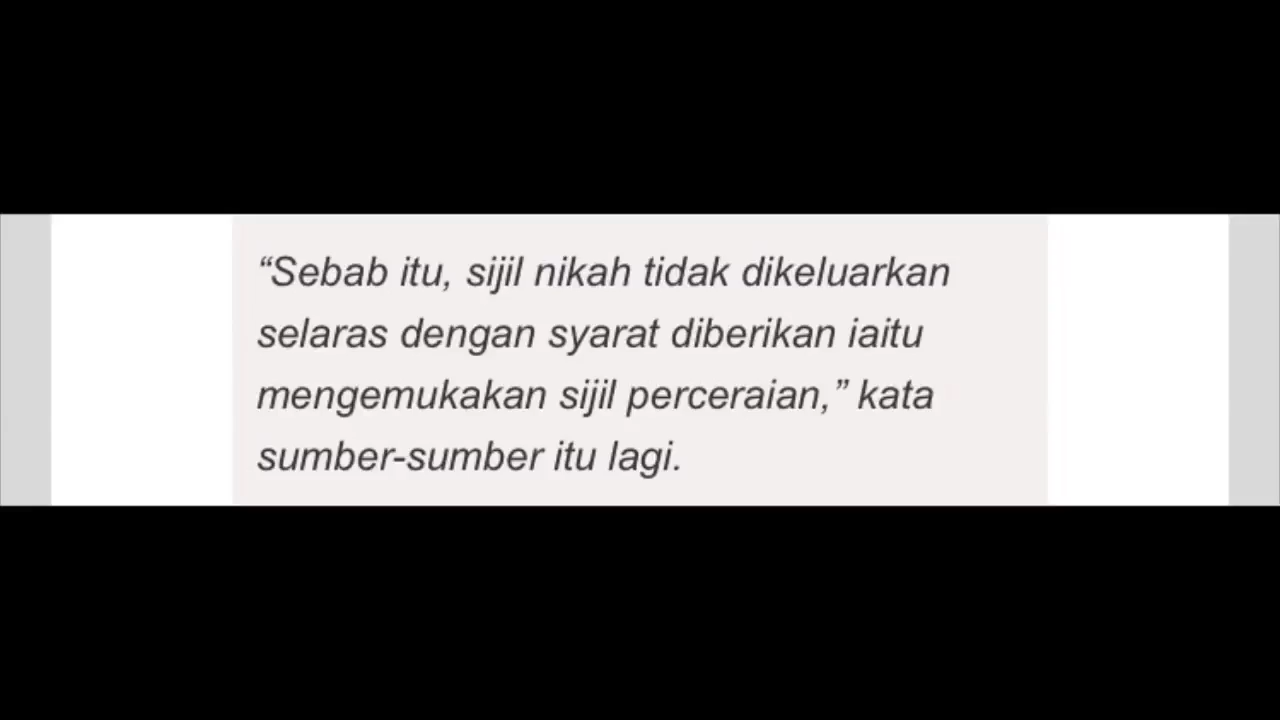 “Sebab itu, sijil nikah tidak dikeluarkan
selaras dengan syarat diberikan iaitu
mengemukakan sijil perceraian,” kata
sumber-sumber itu lagi.